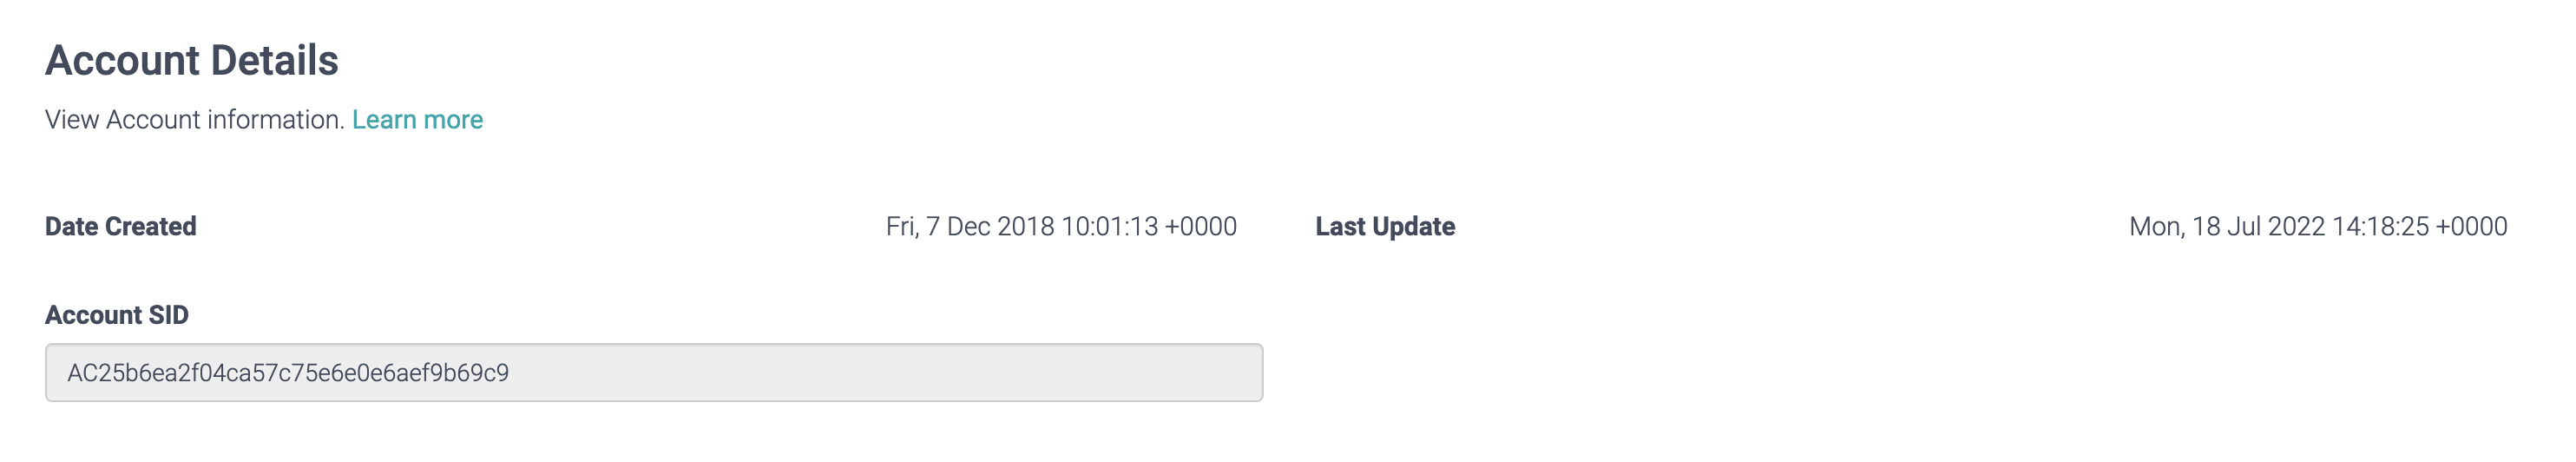 Account Details
View Account information. Learn more
Date Created Fri, 7 Dec 2018 10:01:13 +0000 Last Update Mon, 18 Jul 2022 14:18:25 +0000
Account SID
AC25b6ea2f04ca57c75e6e0e6aef9b69c9